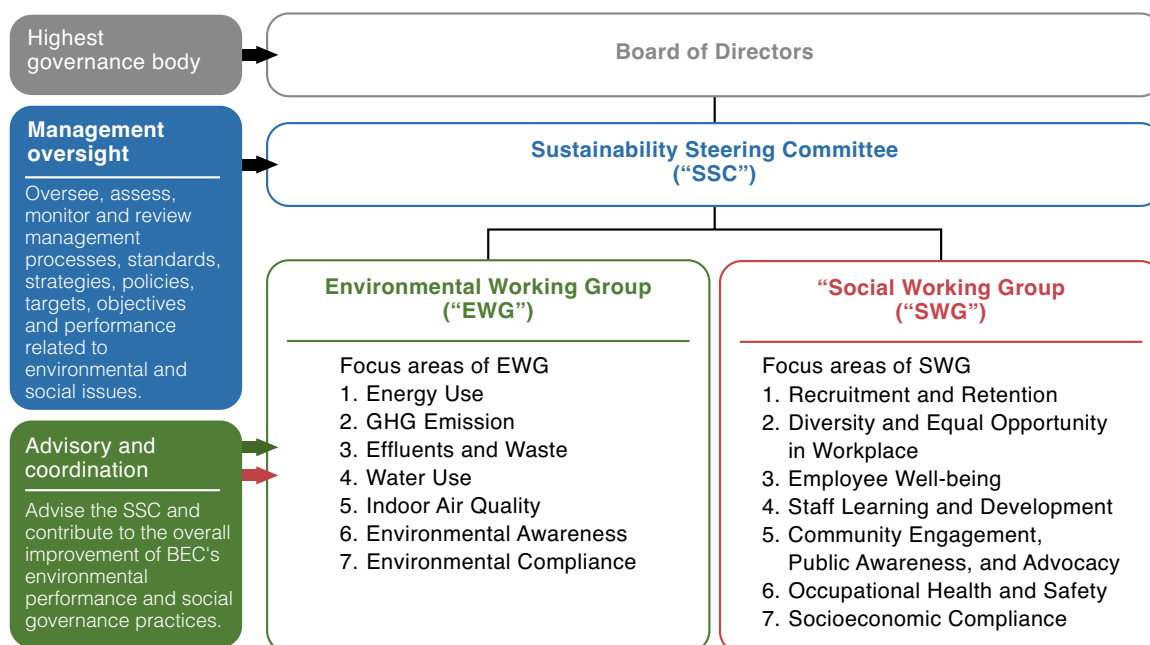 Highest
governance body
Board of Directors
Management
oversight
Oversee, assess,
monitor and review
management
processes, standards,
strategies, policies,
targets, objectives
and performance
related to
environmental and
social issues.
Sustainability Steering Committee
(“SSC”)
Advisory and
coordination
Advise the SSC and
contribute to the overall
improvement of BEC's
environmental
performance and social
governance practices.
Environmental Working Group
(“EWG”)
Focus areas of EWG
1. Energy Use
2. GHG Emission
3. Effluents and Waste
4. Water Use
5. Indoor Air Quality
6. Environmental Awareness
7. Environmental Compliance
“Social Working Group
(“SWG”)
Focus areas of SWG
1. Recruitment and Retention
2. Diversity and Equal Opportunity
in Workplace
3. Employee Well-being
4. Staff Learning and Development
5. Community Engagement,
Public Awareness, and Advocacy
6. Occupational Health and Safety
7. Socioeconomic Compliance